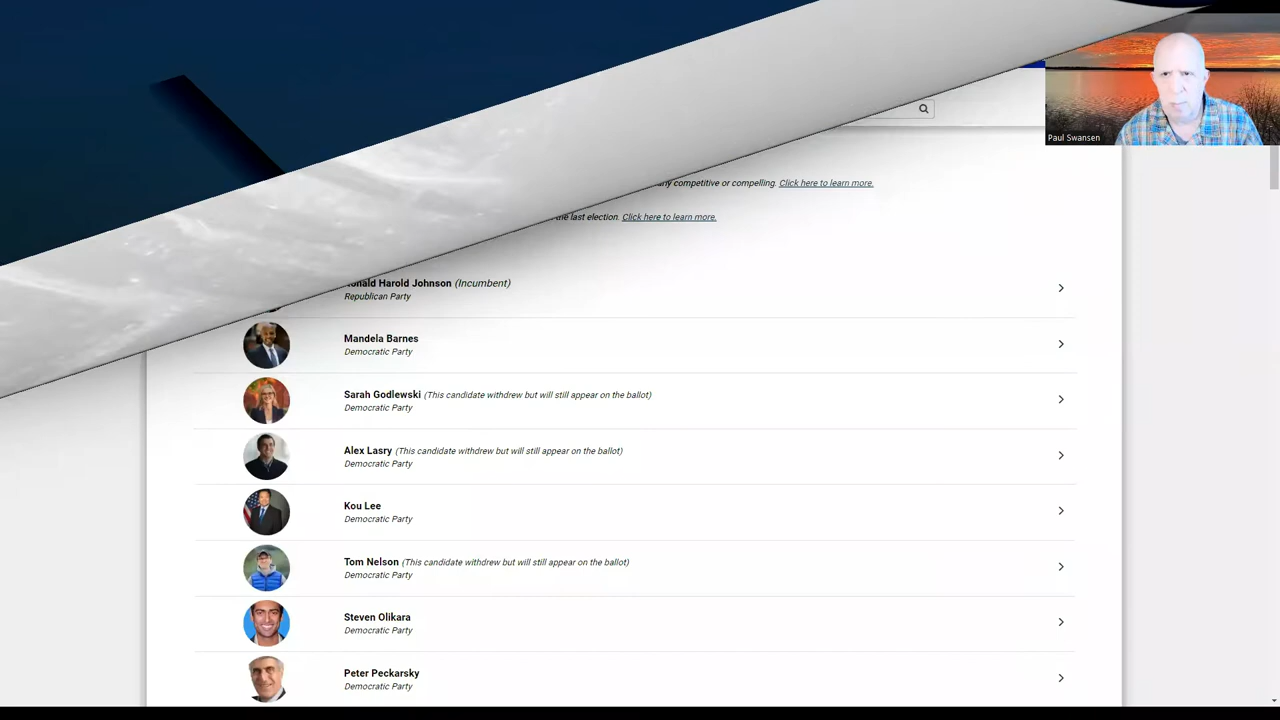 Paul Swansen
competitive or compelling. Click here to learn more.
last election. Click here to learn more.
Harold Johnson (Incumbent)
Republican Party
Mandela Barnes
Democratic Party
Sarah Godlewski (This candidate withdrew but will still appear on the ballot)
Democratic Party
Alex Lasry (This candidate withdrew but will still appear on the ballot)
Democratic Party
Kou Lee
Democratic Party
Tom Nelson (This candidate withdrew but will still appear on the ballot)
Democratic Party
Steven Olikara
Democratic Party
Peter Peckarsky
Democratic Party